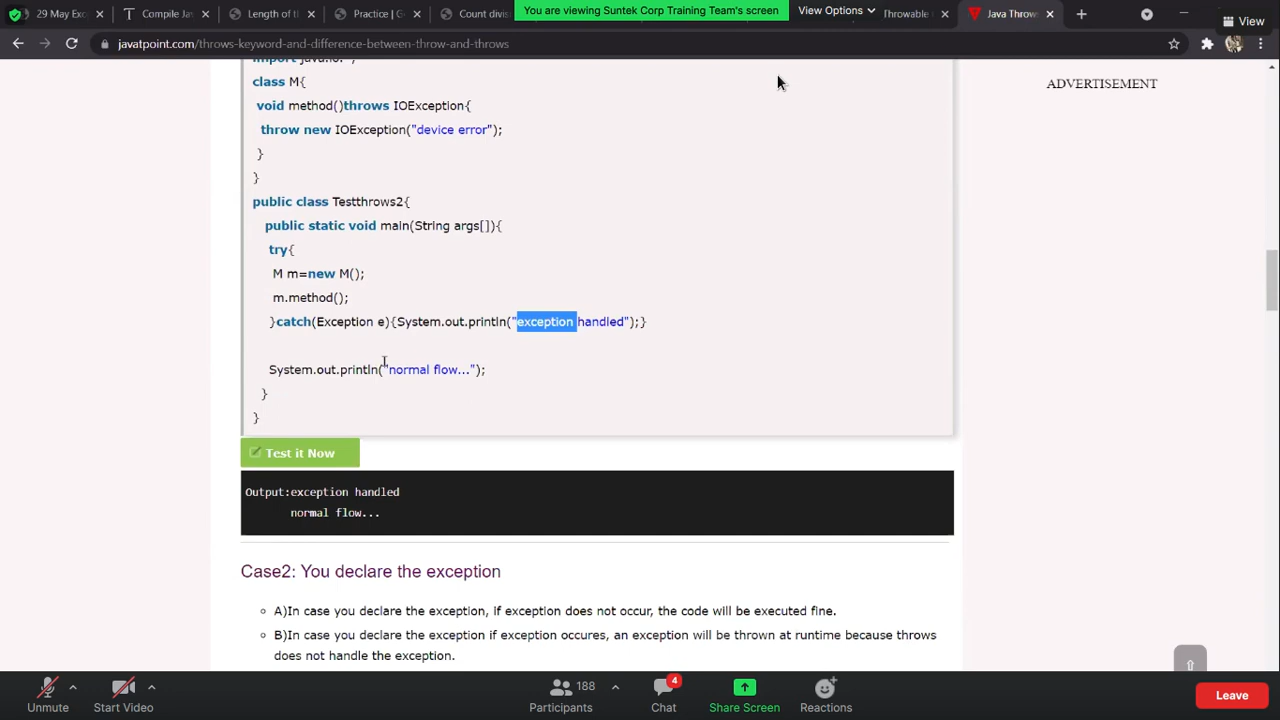 29 May Exc
Compile Jav
Length of ti
Practice | G
Count divi
You are viewing Suntek Corp Training Team's screen
View Options
Throwable
Java Throw
View
javatpoint.com/throws-keyword-and-difference-between-throw-and-throws
class M{
void method()throws IOException{
throw new IOException("device error");
}
}
public class Testthrows2{
public static void main(String args[]){
try{
M m=new M();
m.method();
}catch(Exception e){System.out.println("exception handled");}
System.out.println("normal flow...");
}
}
ADVERTISEMENT
Test it Now
Output:exception handled
normal flow...
Case2: You declare the exception
A)In case you declare the exception, if exception does not occur, the code will be executed fine.
B)In case you declare the exception if exception occures, an exception will be thrown at runtime because throws
does not handle the exception.
Unmute
Start Video
188
Participants
4
Chat
Share Screen
Reactions
Leave